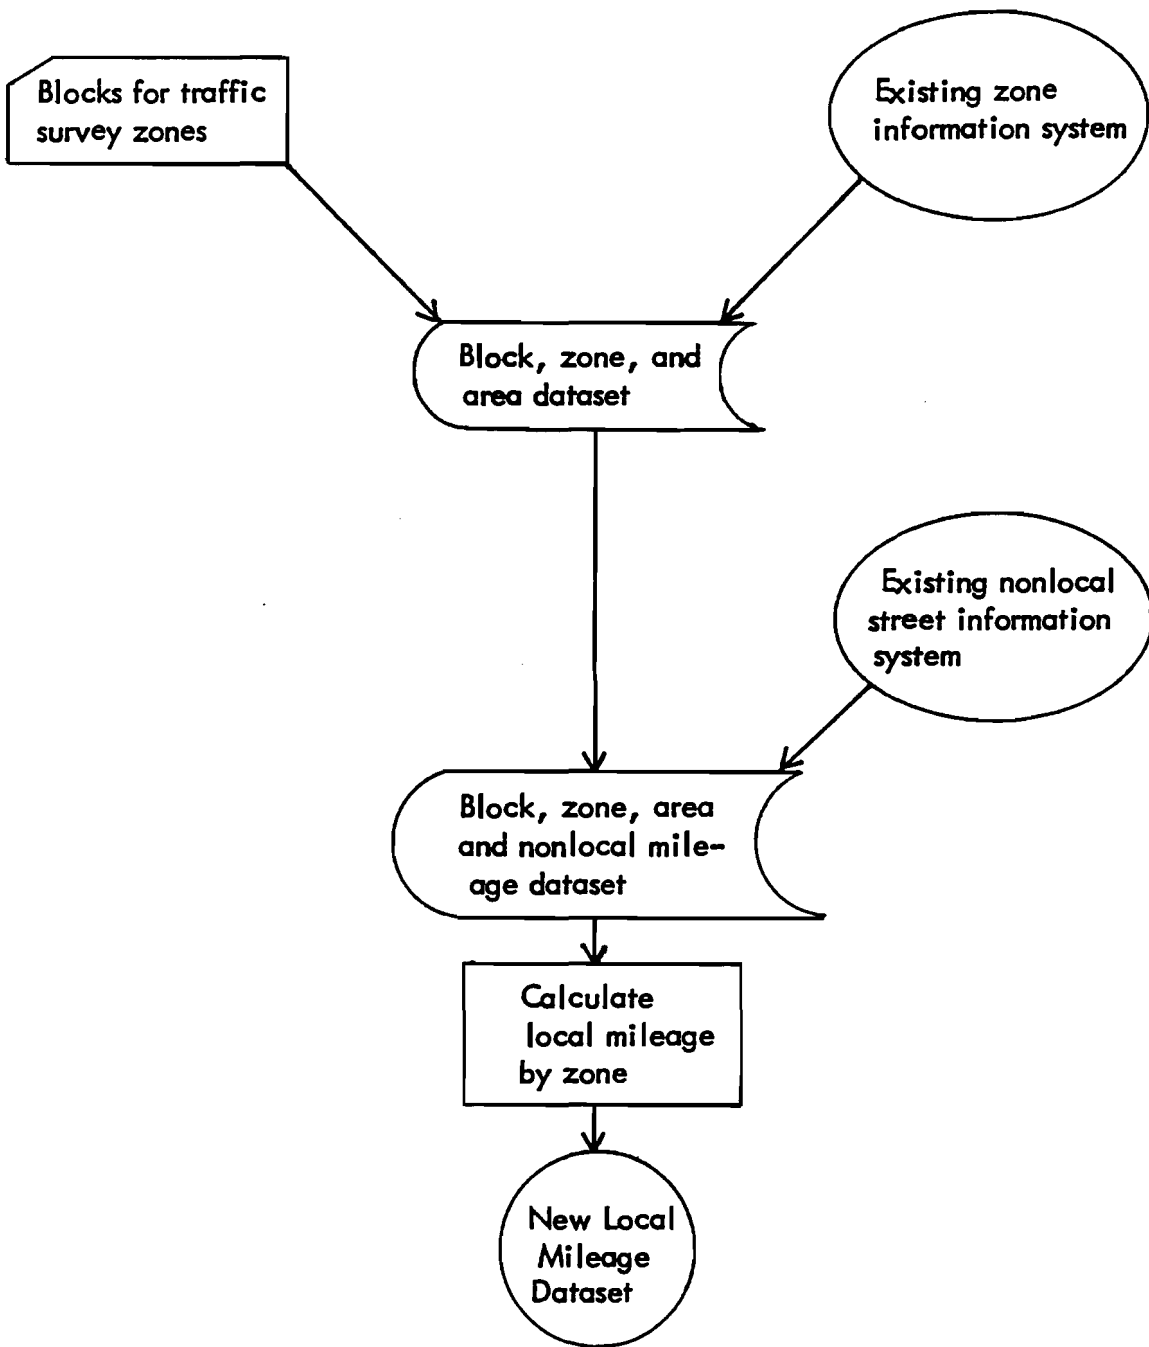 Blocks for traffic
survey zones
Existing zone
information system
Block, zone, and
area dataset
Existing nonlocal
street information
system
Block, zone, area
and nonlocal mile-
age dataset
Calculate
local mileage
by zone
New Local
Mileage
Dataset